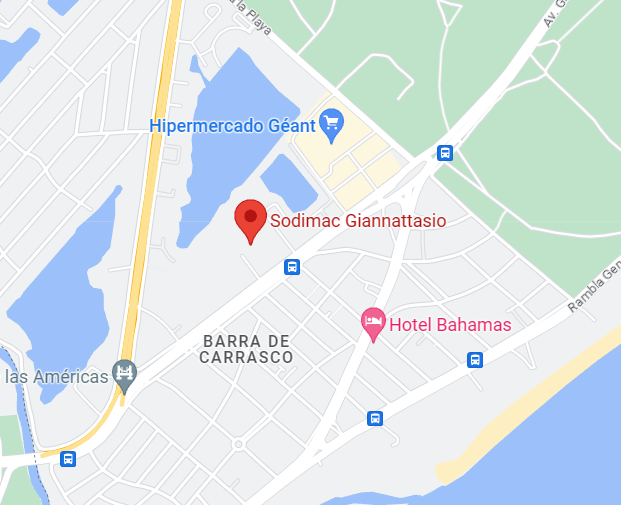 la Playa
Av. G
Hipermercado Géant
Sodimac Giannattasio
Rambla Gen
Hotel Bahamas
BARRA DE
CARRASCO
las Américas